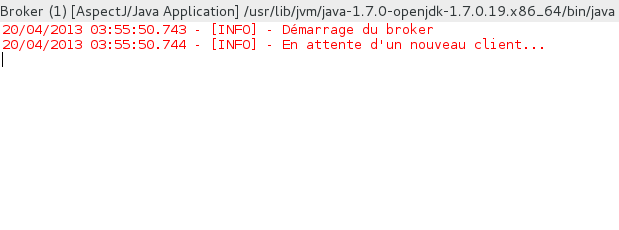 Broker (1) [AspectJ/Java Application] /usr/lib/jvm/java-1.7.0-openjdk-1.7.0.19.x86_64/bin/java
20/04/2013 03:55:50.743 - [INFO] - Démarrage du broker
20/04/2013 03:55:50.744 - [INFO] - En attente d'un nouveau client...